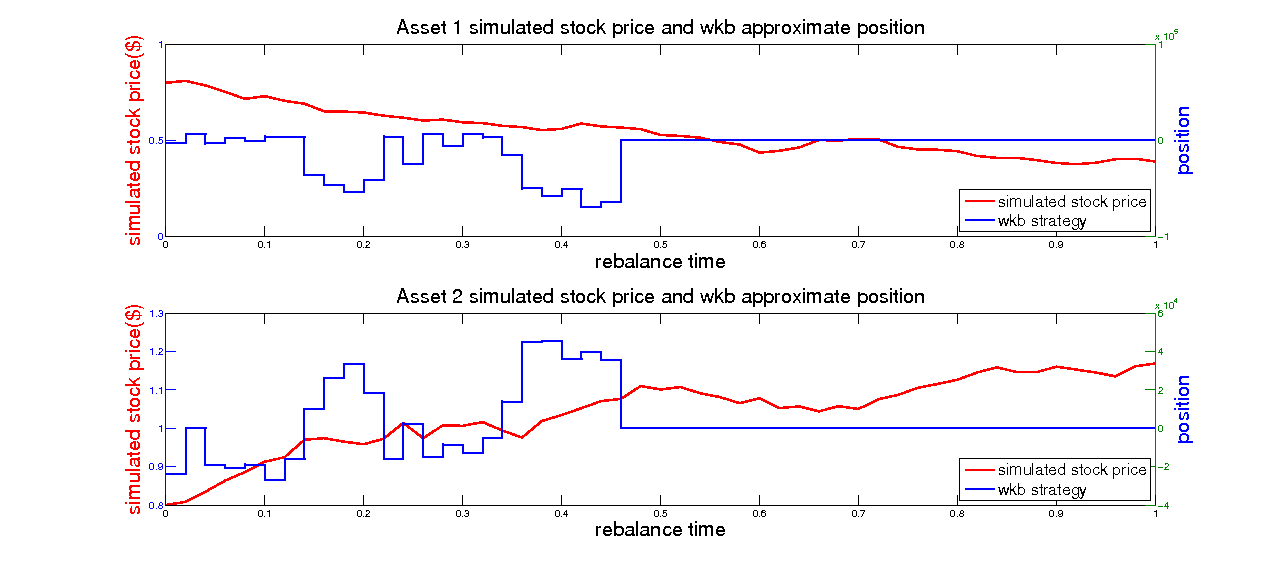 Asset 1 simulated stock price and wkb approximate position
x 10^5
simulated stock price($)
1
0.5
0
1
0
-1
position
simulated stock price
wkb strategy
0 0.1 0.2 0.3 0.4 0.5 0.6 0.7 0.8 0.9 1
rebalance time
Asset 2 simulated stock price and wkb approximate position
x 10^4
simulated stock price($)
1.3
1.2
1.1
1
0.9
0.8
6
4
2
0
-2
-4
position
simulated stock price
wkb strategy
0 0.1 0.2 0.3 0.4 0.5 0.6 0.7 0.8 0.9 1
rebalance time